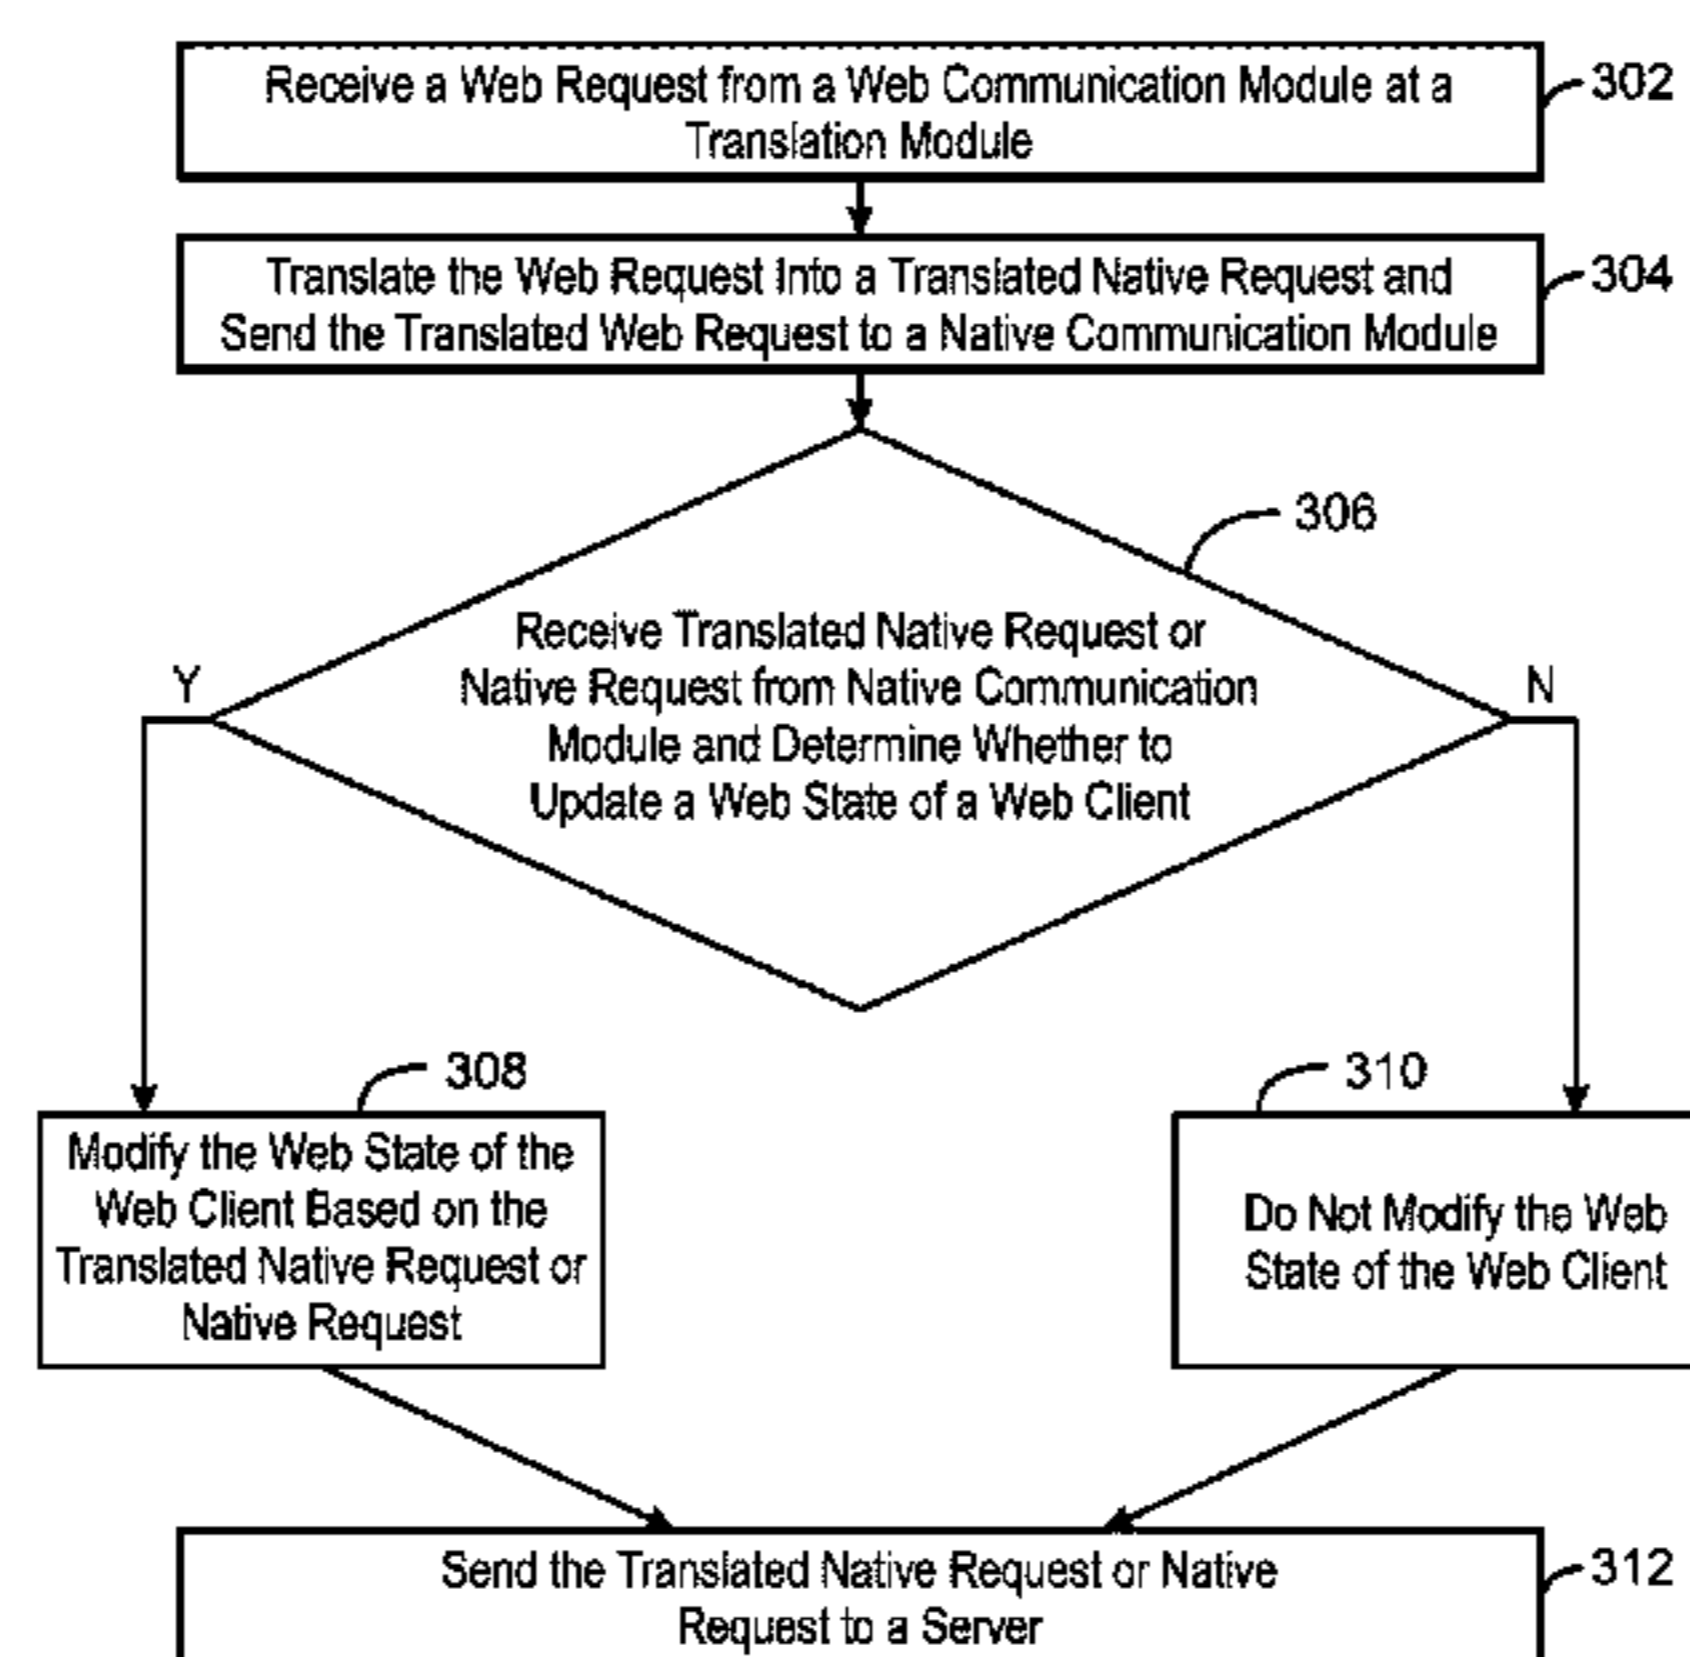 Receive a Web Request from a Web Communication Module at a
Translation Module
302
Translate the Web Request Into a Translated Native Request and
Send the Translated Web Request to a Native Communication Module
304
306
Receive Translated Native Request or
Native Request from Native Communication
Module and Determine Whether to
Update a Web State of a Web Client
Y
N
308
Modify the Web State of the
Web Client Based on the
Translated Native Request or
Native Request
310
Do Not Modify the Web
State of the Web Client
Send the Translated Native Request or Native
Request to a Server
312